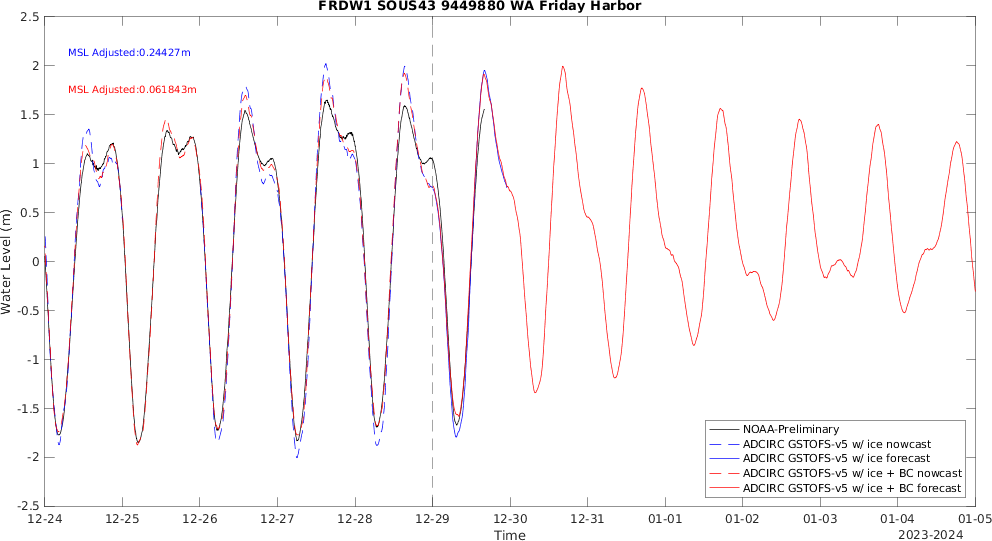 FRDW1 SOUS43 9449880 WA Friday Harbor
MSL Adjusted:0.24427m
MSL Adjusted:0.061843m
Water Level (m)
2.5
2
1.5
1
0.5
0
-0.5
-1
-1.5
-2
-2.5
NOAA-Preliminary
ADCIRC GSTOFS-v5 w/ ice nowcast
ADCIRC GSTOFS-v5 w/ ice forecast
ADCIRC GSTOFS-v5 w/ ice + BC nowcast
ADCIRC GSTOFS-v5 w/ ice + BC forecast
12-24 12-25 12-26 12-27 12-28 12-29 12-30 12-31 01-01 01-02 01-03 01-04 01-05
Time
2023-2024